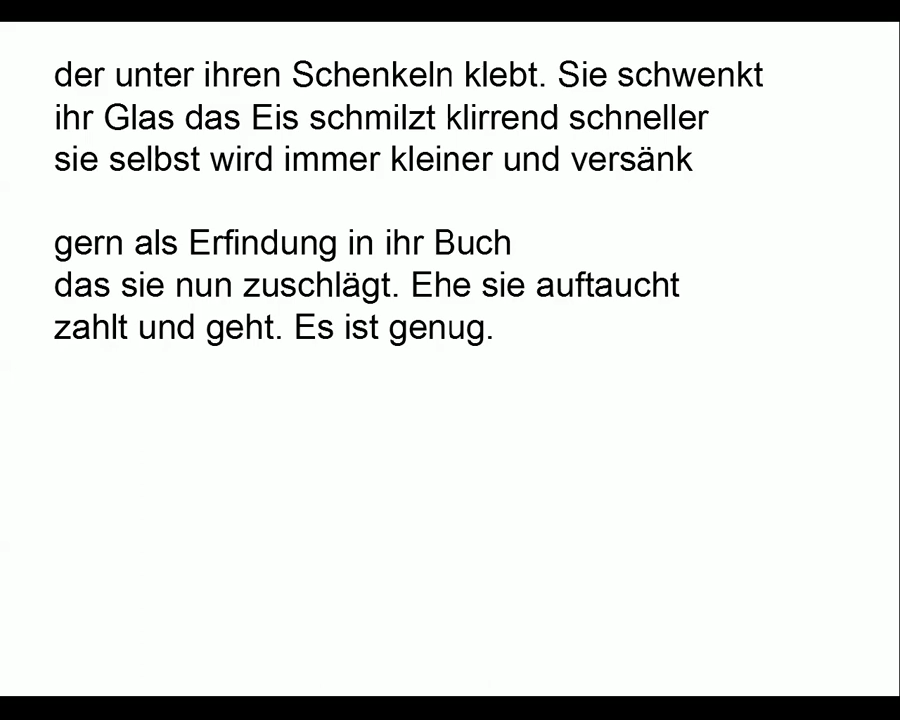 der unter ihren Schenkeln klebt. Sie schwenkt
ihr Glas das Eis schmilzt klirrend schneller
sie selbst wird immer kleiner und versänk
gern als Erfindung in ihr Buch
das sie nun zuschlägt. Ehe sie auftaucht
zahlt und geht. Es ist genug.